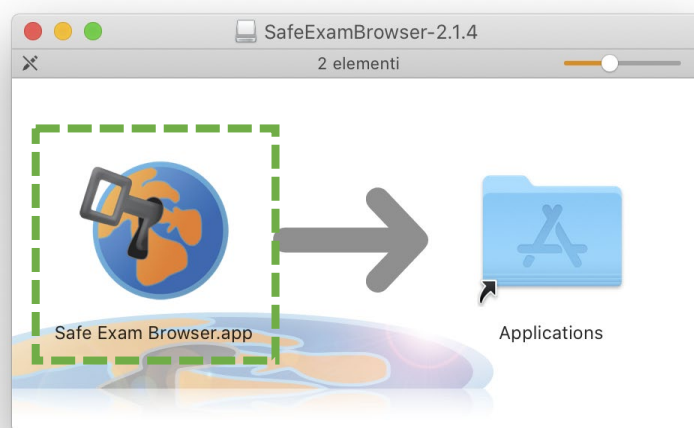 SafeExamBrowser-2.1.4
2 elementi
Safe Exam Browser.app
Applications